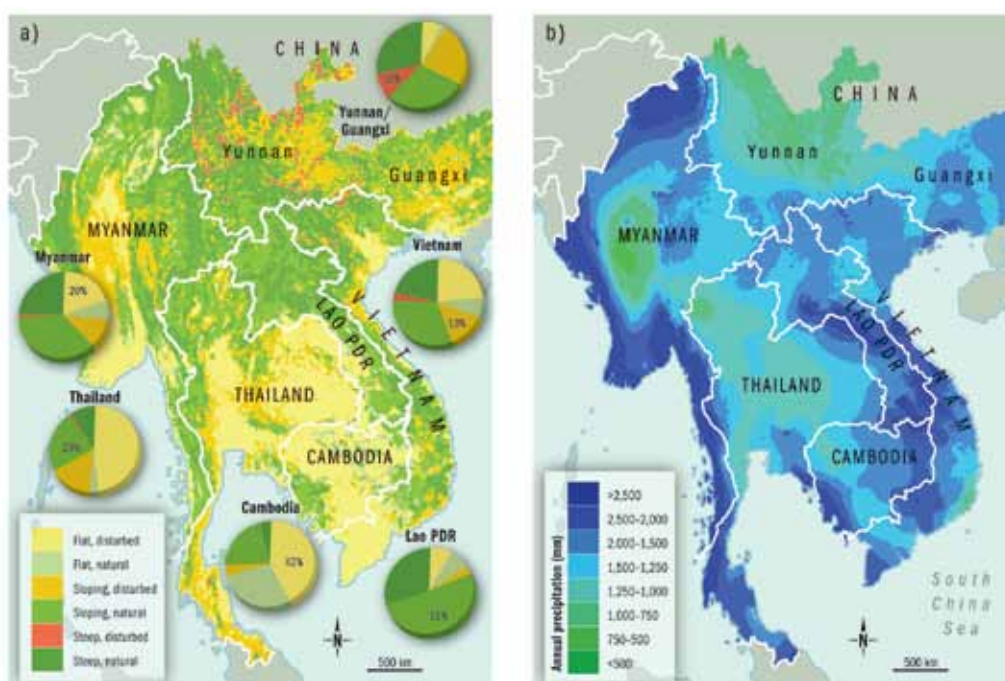 a)
CHINA
Yunnan/
Guangxi
Yunnan
Guangxi
MYANMAR
Myanmar
20%
Vietnam
13%
VIETNAM
LAO PDR
THAILAND
Thailand
CAMBODIA
Cambodia
Lao PDR
Flat, disturbed
Flat, natural
Sloping, disturbed
Sloping, natural
Steep, disturbed
Steep, natural
N
500 km
b)
CHINA
Yunnan
Guangxi
MYANMAR
VIETNAM
LAO PDR
THAILAND
CAMBODIA
Annual precipitation (mm)
>2,500
2,500–2,000
2,000–1,500
1,500–1,250
1,250–1,000
1,000–750
750–500
<500
South
China
Sea
N
500 km